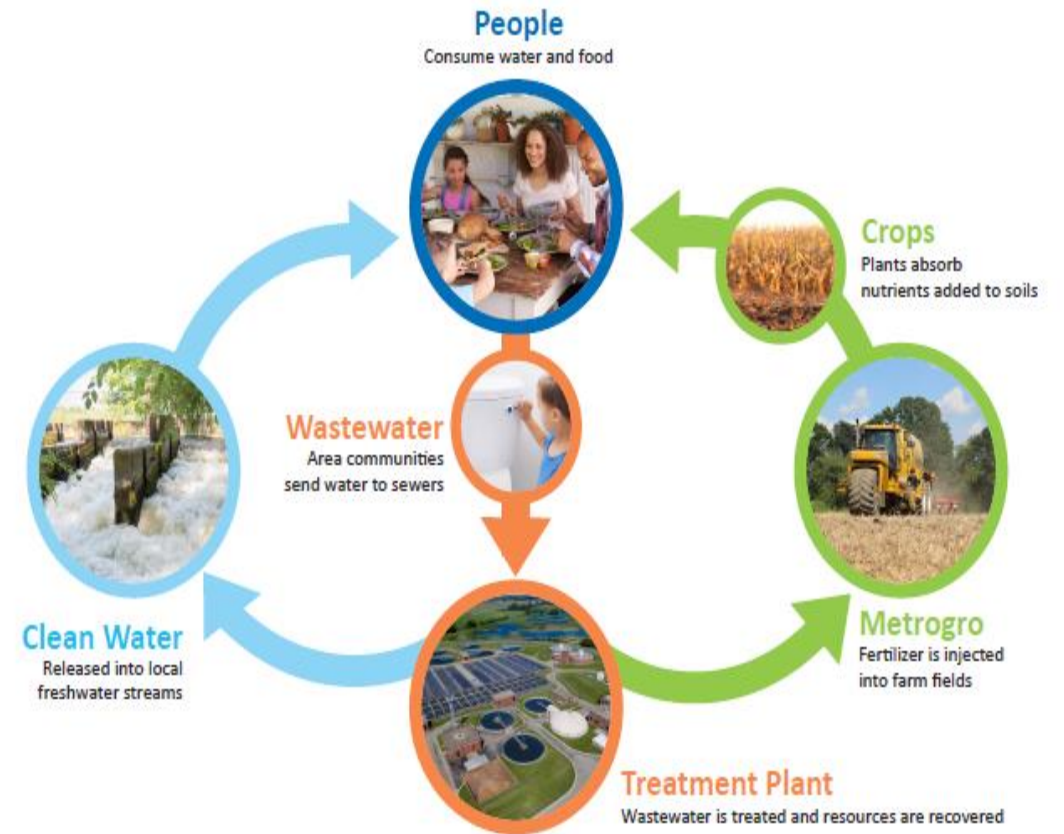 People
Consume water and food
Crops
Plants absorb
nutrients added to soils
Wastewater
Area communities
send water to sewers
Clean Water
Released into local
freshwater streams
Metrogro
Fertilizer is injected
into farm fields
Treatment Plant
Wastewater is treated and resources are recovered